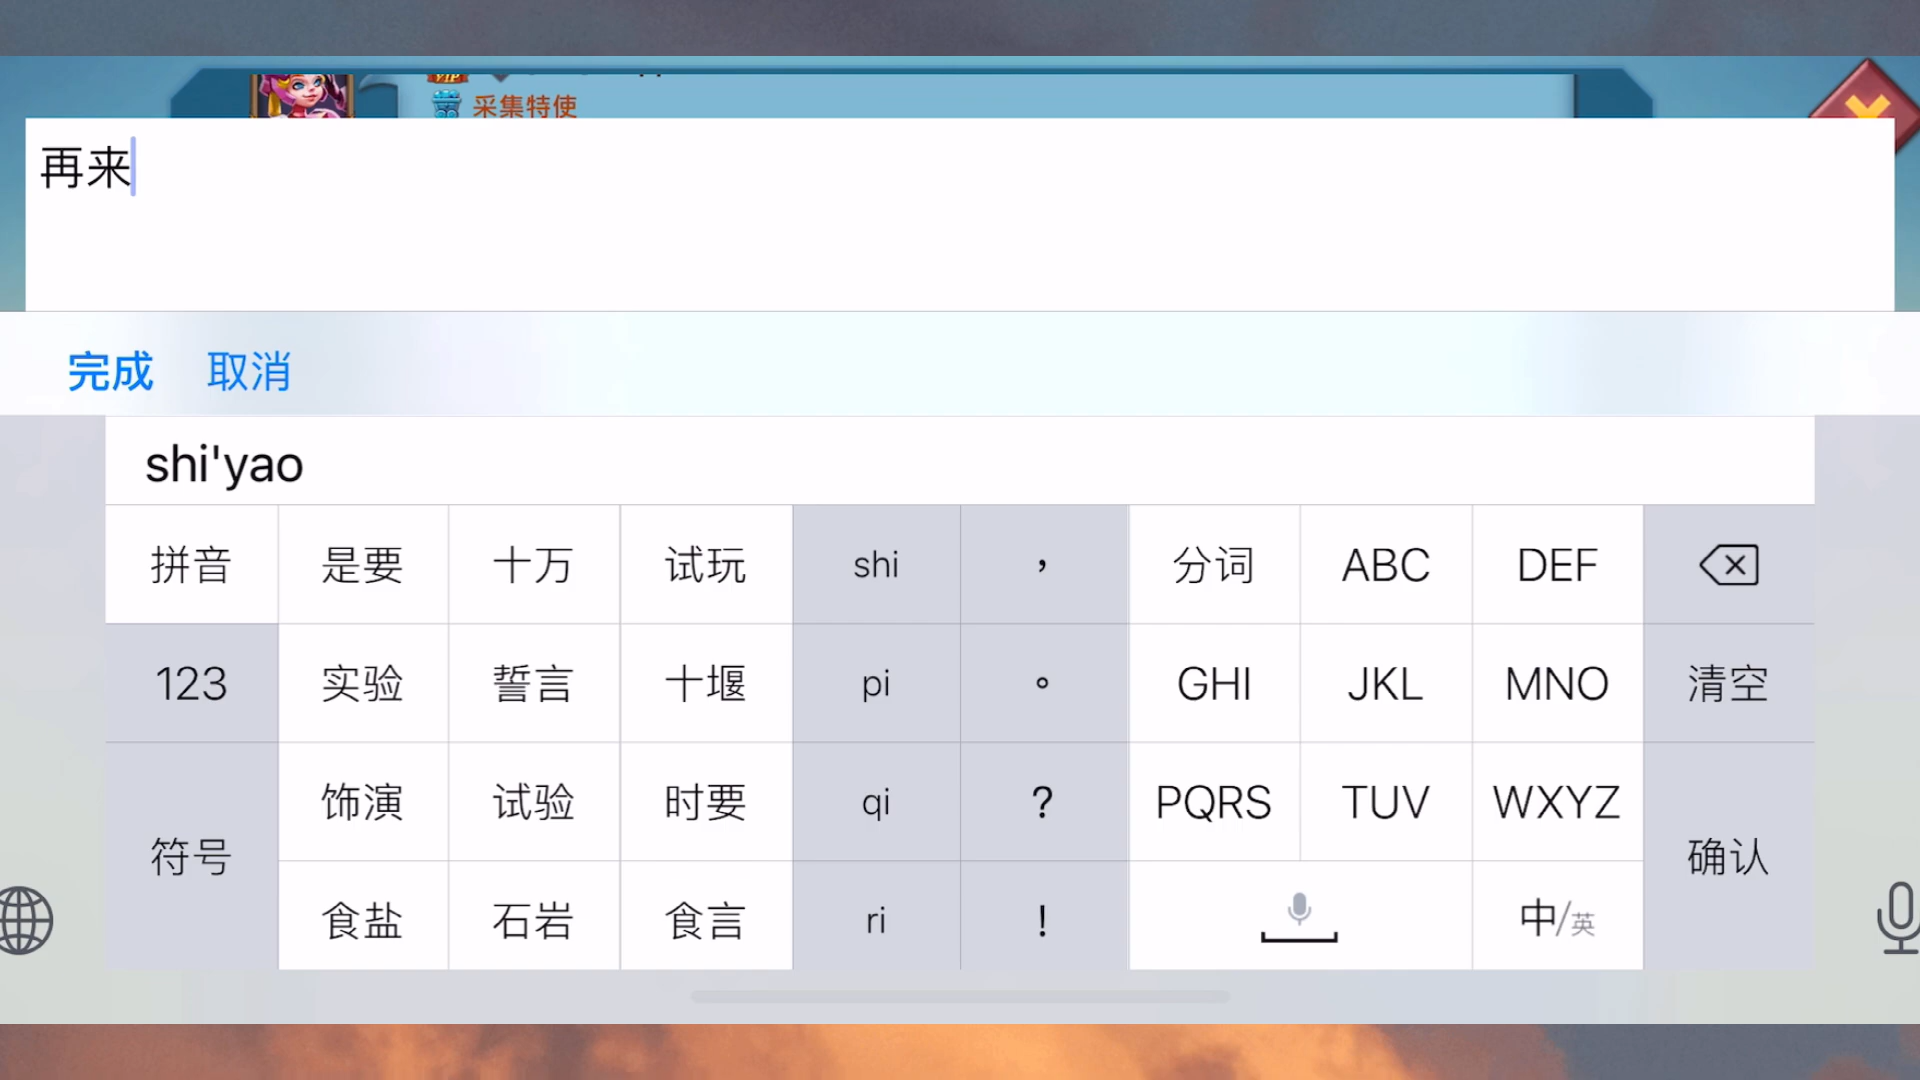 VIP
采集特使
再来
完成 取消
shi'yao
拼音 是要 十万 试玩 shi ， 分词 ABC DEF
123 实验 誓言 十堰 pi 。 GHI JKL MNO 清空
符号 饰演 试验 时要 qi ? PQRS TUV WXYZ 确认
食盐 石岩 食言 ri ! 中/英